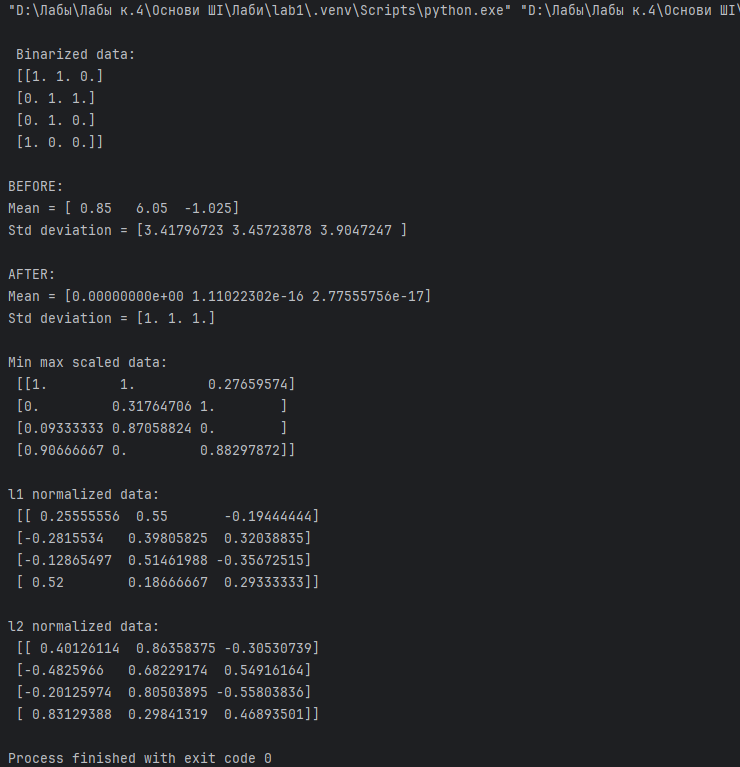 "D:\Лабы\Лабы к.4\Основи ШІ\Лаби\lab1\.venv\Scripts\python.exe" "D:\Лабы\Лабы к.4\Основи ШІ\
Binarized data:
[[1. 1. 0.]
[0. 1. 1.]
[0. 1. 0.]
[1. 0. 0.]]
BEFORE:
Mean = [ 0.85   6.05  -1.025]
Std deviation = [3.41796723 3.45723878 3.9047247 ]
AFTER:
Mean = [0.00000000e+00 1.11022302e-16 2.77555756e-17]
Std deviation = [1. 1. 1.]
Min max scaled data:
[[1.         1.         0.27659574]
[0.         0.31764706 1.        ]
[0.09333333 0.87058824 0.        ]
[0.90666667 0.         0.88297872]]
l1 normalized data:
[[ 0.25555556  0.55       -0.19444444]
[-0.2815534   0.39805825  0.32038835]
[-0.12865497  0.51461988 -0.35672515]
[ 0.52        0.18666667  0.29333333]]
l2 normalized data:
[[ 0.40126114  0.86358375 -0.30530739]
[-0.4825966   0.68229174  0.54916164]
[-0.20125974  0.80503895 -0.55803836]
[ 0.83129388  0.29841319  0.46893501]]
Process finished with exit code 0